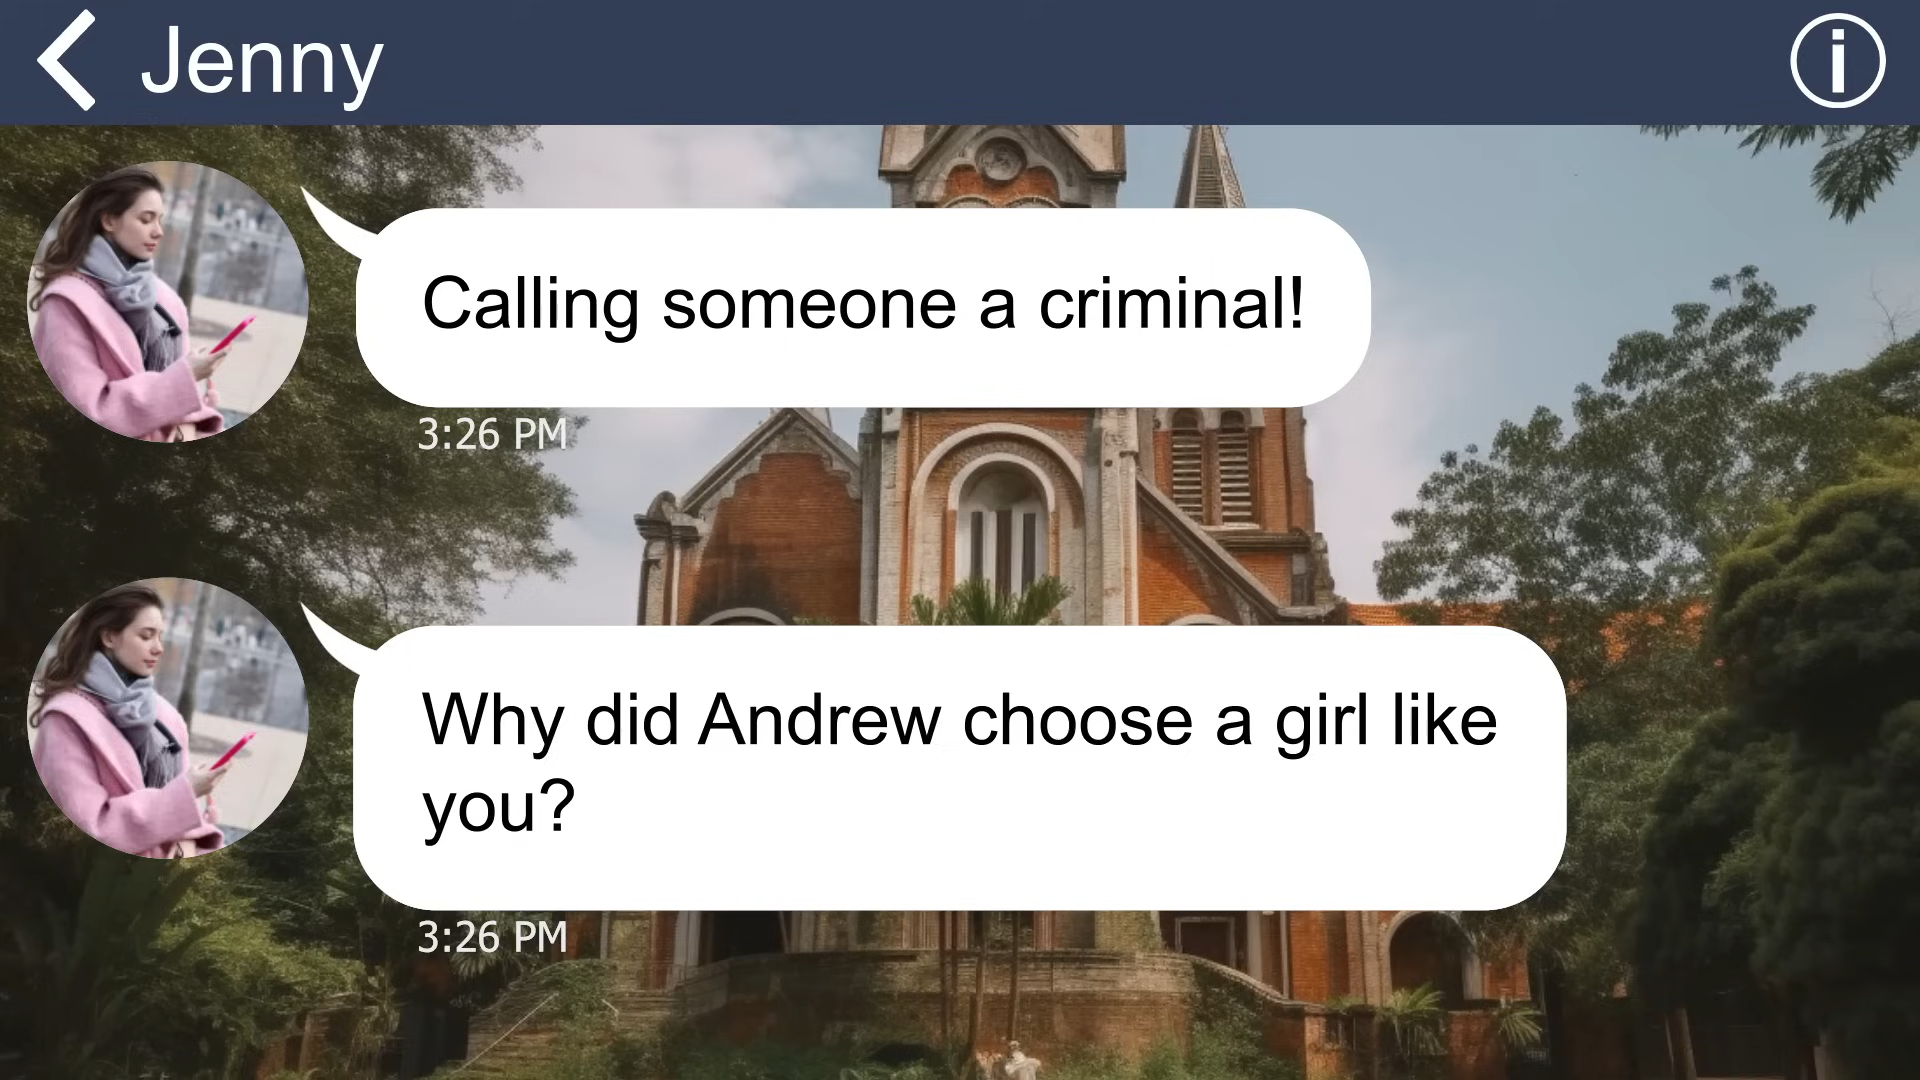 Jenny
Calling someone a criminal!
3:26 PM
Why did Andrew choose a girl like
you?
3:26 PM